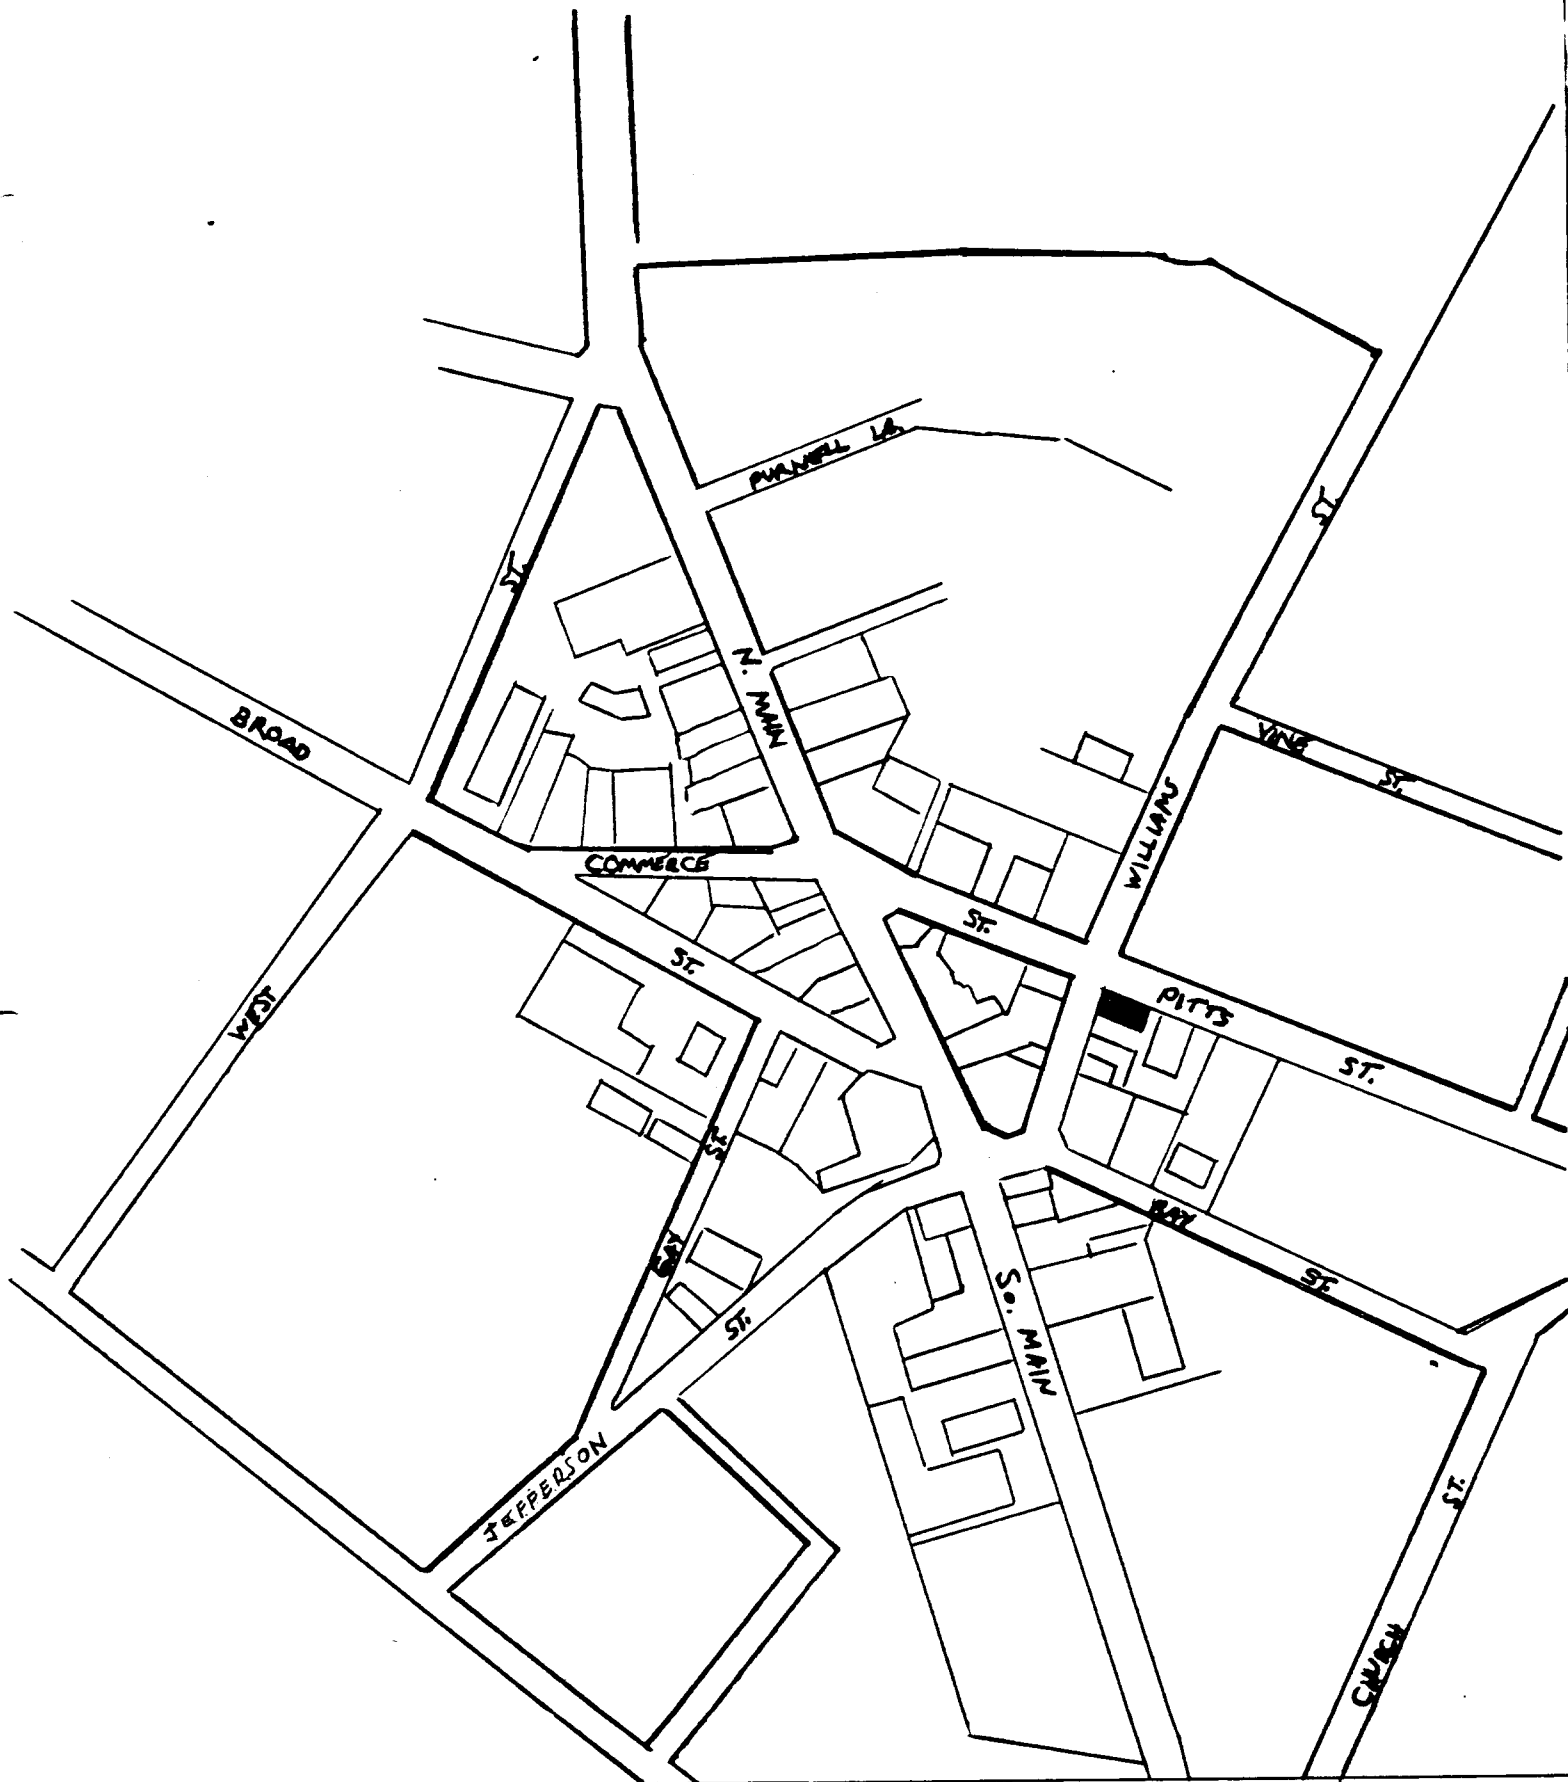 PURNELL LA.
ST.
ST.
N. MAIN
BROAD
VINE
ST.
WILLIAMS
COMMERCE
ST.
ST.
WEST
PITTS
ST.
ST.
BAY
GAY
ST.
ST.
So. MAIN
JEFFERSON
ST.
CHURCH